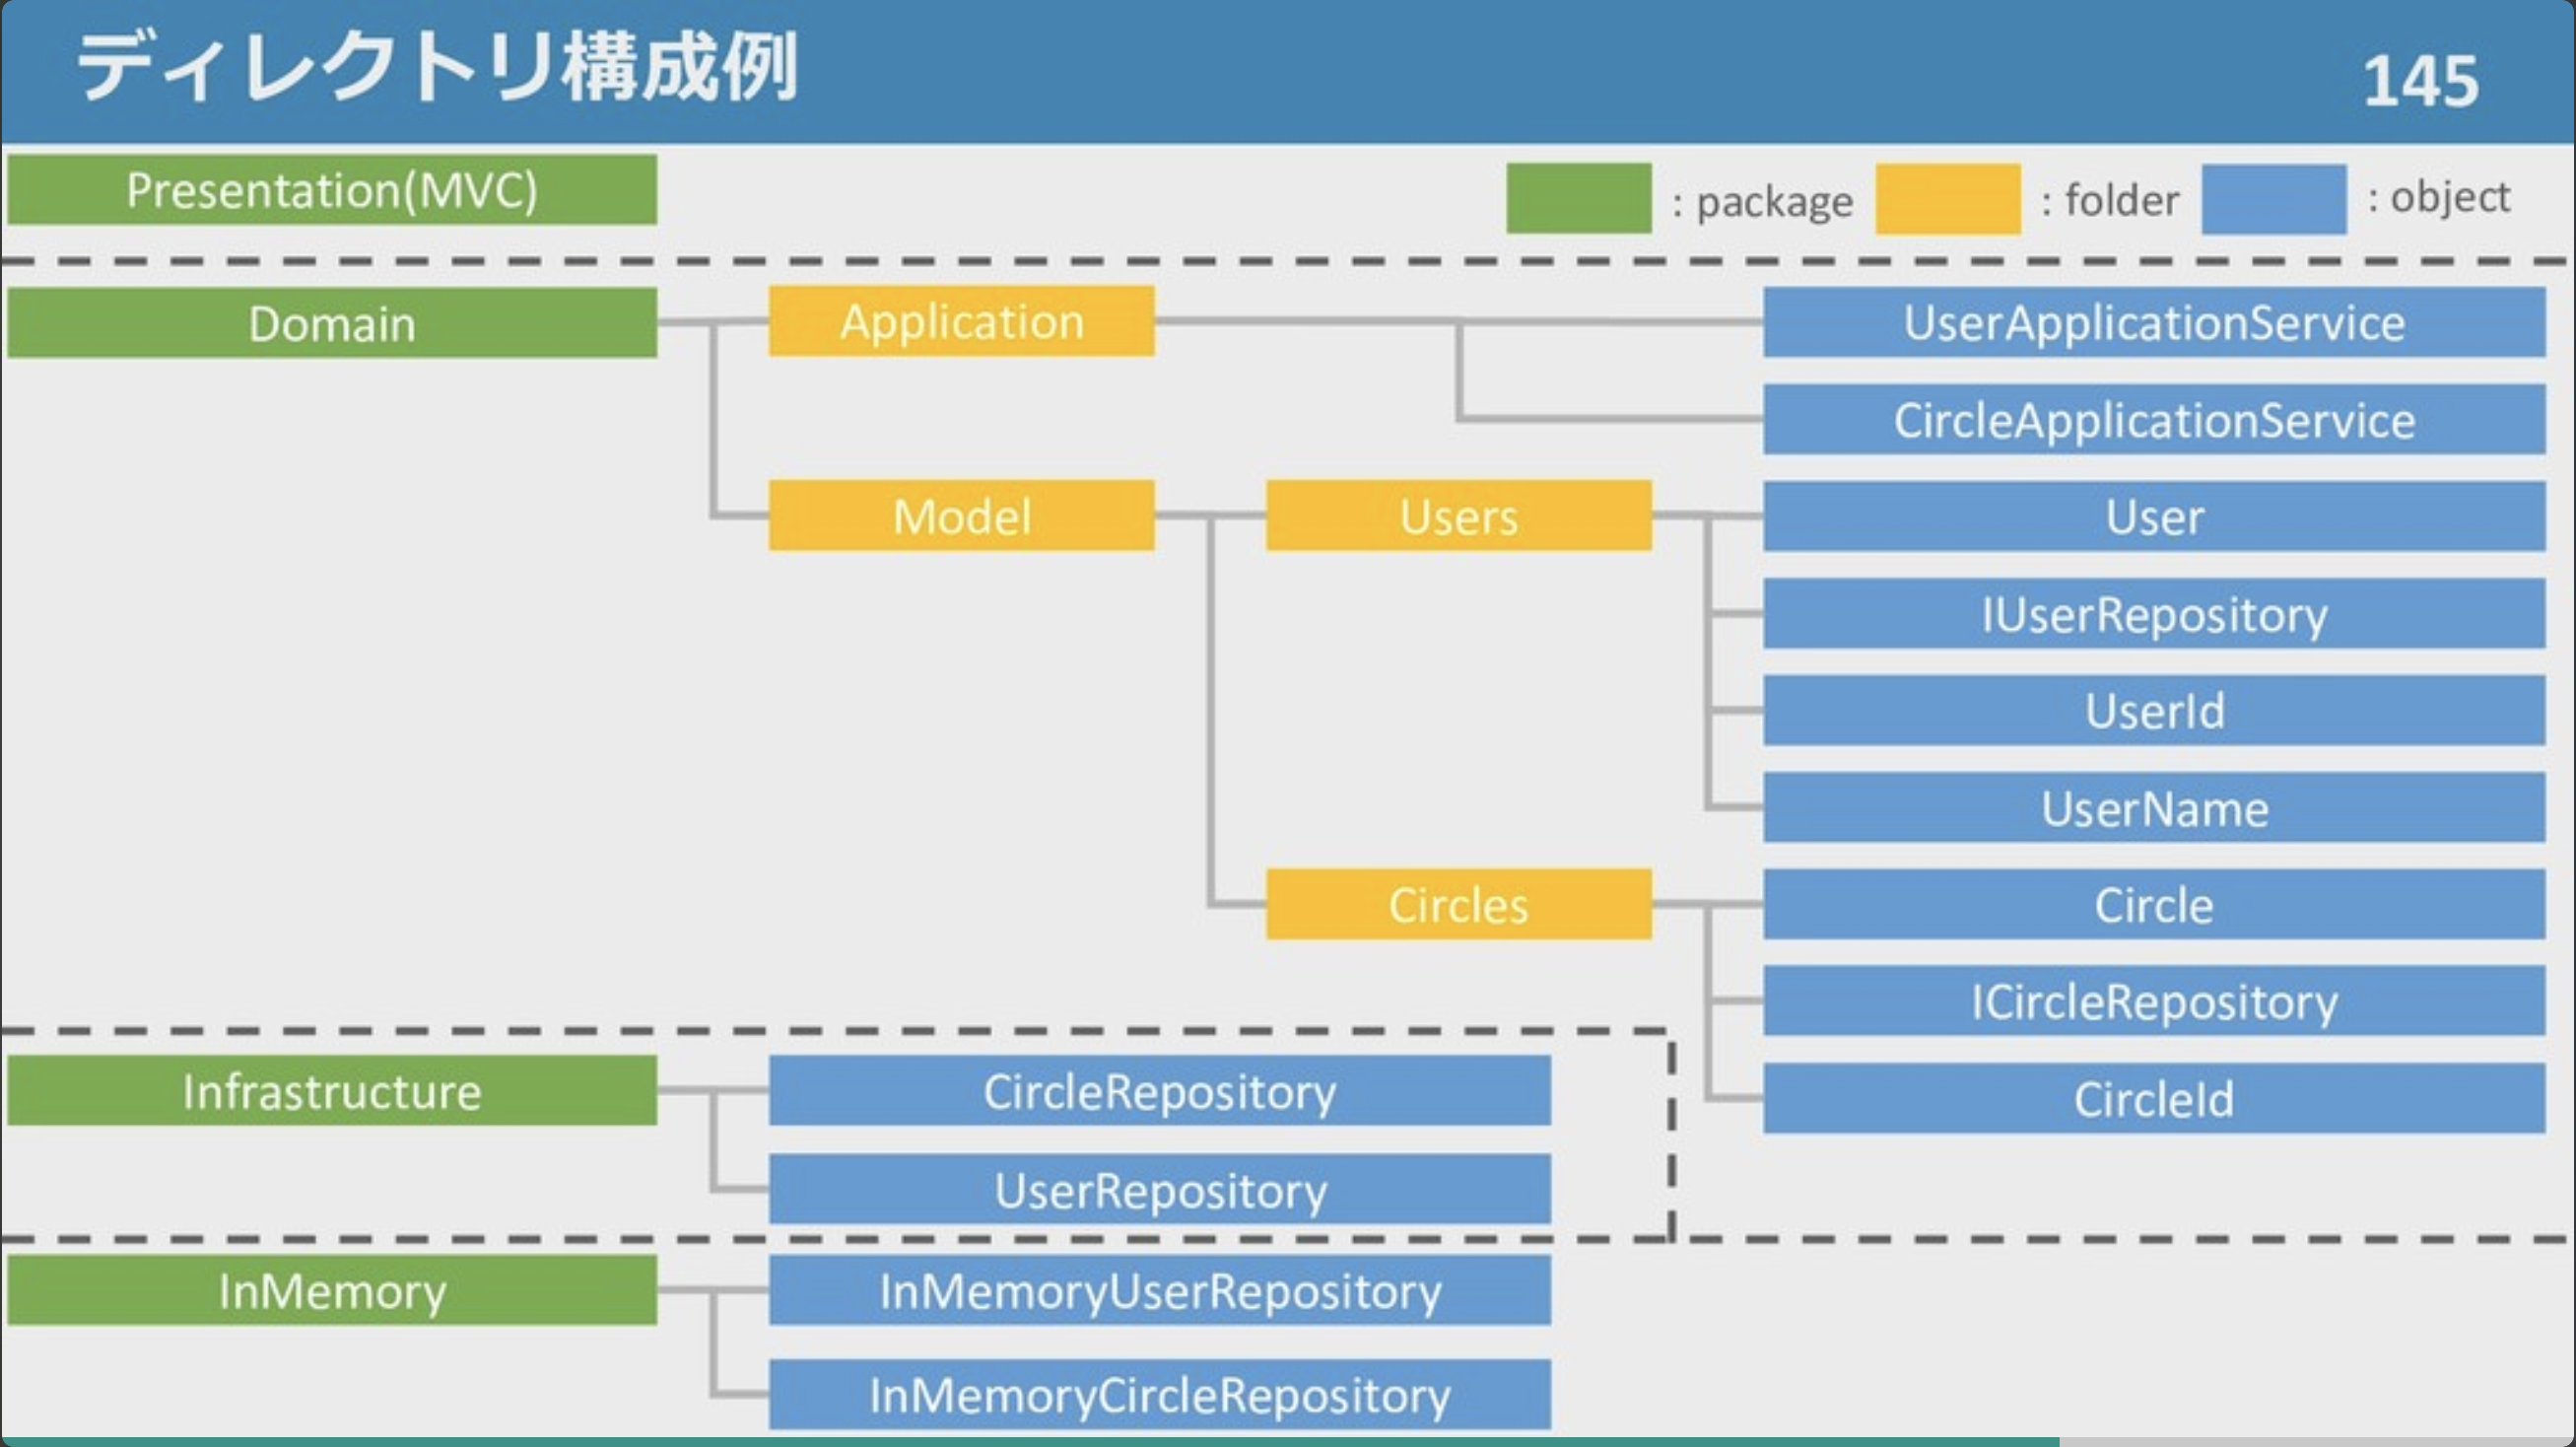 ディレクトリ構成例
145
Presentation(MVC)
: package
: folder
: object
Domain
Application
UserApplicationService
CircleApplicationService
Model
Users
User
IUserRepository
UserId
UserName
Circles
Circle
ICircleRepository
CircleId
Infrastructure
CircleRepository
UserRepository
InMemory
InMemoryUserRepository
InMemoryCircleRepository